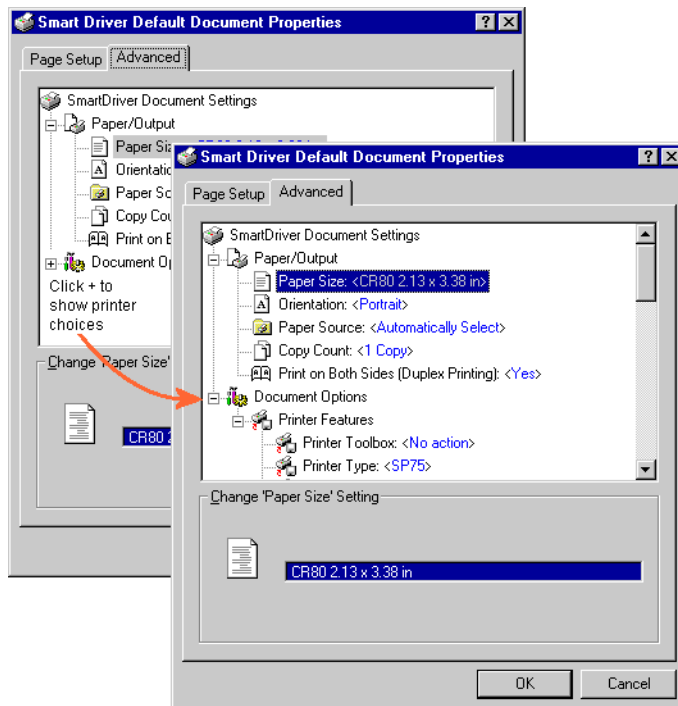 Smart Driver Default Document Properties
Page Setup
Advanced
SmartDriver Document Settings
Paper/Output
Paper
Orientatio
Paper So
Copy Cou
Print on
Document Op
Click + to
show printer
choices
Change 'Paper Size'
CR80 2
Smart Driver Default Document Properties
Page Setup
Advanced
SmartDriver Document Settings
Paper/Output
Paper Size: <CR80 2.13 x 3.38 in>
Orientation: <Portrait>
Paper Source: <Automatically Select>
Copy Count: <1 Copy>
Print on Both Sides (Duplex Printing): <Yes>
Document Options
Printer Features
Printer Toolbox: <No action>
Printer Type: <SP75>
Change 'Paper Size' Setting
CR80 2.13 x 3.38 in
OK
Cancel